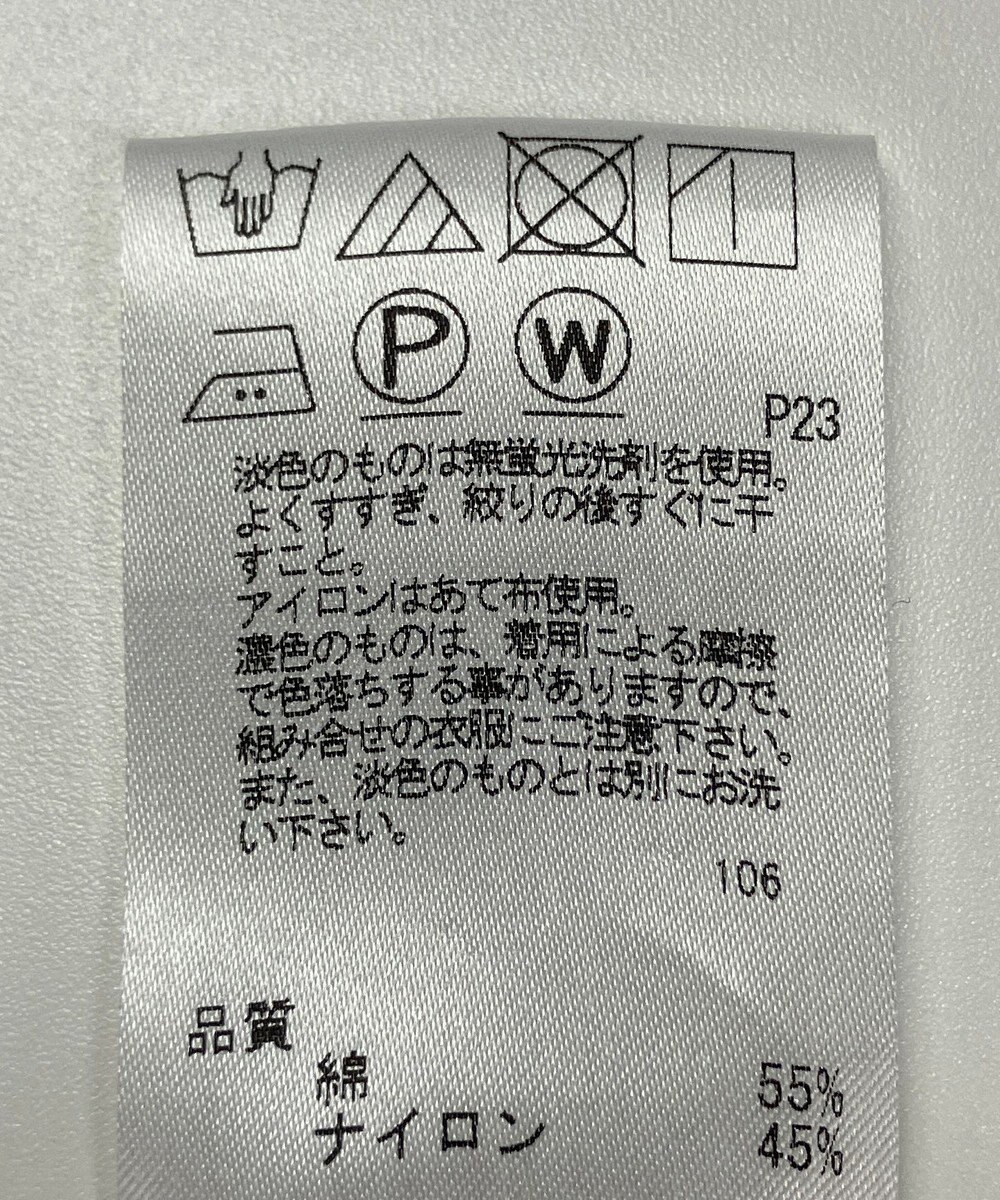 P
W
P23
淡色のものは無蛍光洗剤を使用。
よくすすぎ、絞りの後すぐに干
すこと。
アイロンはあて布使用。
濃色のものは、着用による摩擦
で色落ちする事がありますので、
組み合せの衣服にご注意下さい。
また、淡色のものとは別にお洗
い下さい。
106
品質
綿 55%
ナイロン 45%